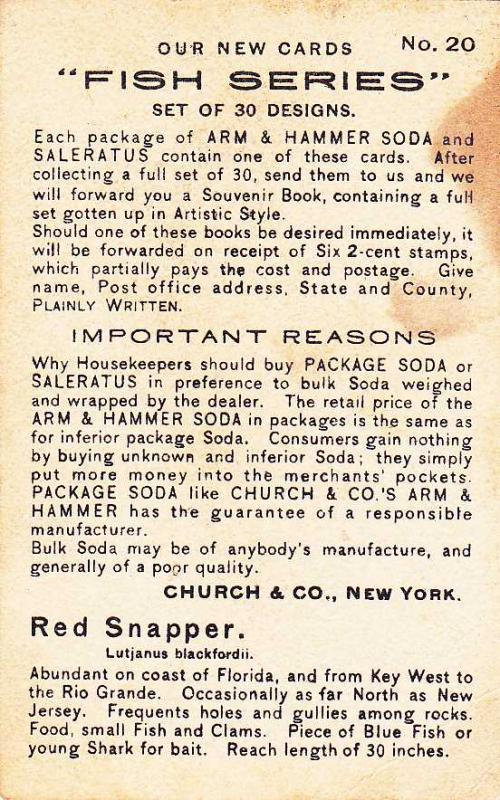 No. 20
OUR NEW CARDS
"FISH SERIES"
SET OF 30 DESIGNS.
Each package of ARM & HAMMER SODA and
SALERATUS contain one of these cards. After
collecting a full set of 30, send them to us and we
will forward you a Souvenir Book, containing a full
set gotten up in Artistic Style.
Should one of these books be desired immediately, it
will be forwarded on receipt of Six 2-cent stamps,
which partially pays the cost and postage. Give
name, Post office address, State and County,
PLAINLY WRITTEN.
IMPORTANT REASONS
Why Housekeepers should buy PACKAGE SODA or
SALERATUS in preference to bulk Soda weighed
and wrapped by the dealer. The retail price of the
ARM & HAMMER SODA in packages is the same as
for inferior package Soda. Consumers gain nothing
by buying unknown and inferior Soda; they simply
put more money into the merchants' pockets.
PACKAGE SODA like CHURCH & CO.'S ARM &
HAMMER has the guarantee of a responsible
manufacturer.
Bulk Soda may be of anybody's manufacture, and
generally of a poor quality.
CHURCH & CO., NEW YORK.
Red Snapper.
Lutjanus blackfordii.
Abundant on coast of Florida, and from Key West to
the Rio Grande. Occasionally as far North as New
Jersey. Frequents holes and gullies among rocks.
Food, small Fish and Clams. Piece of Blue Fish or
young Shark for bait. Reach length of 30 inches.